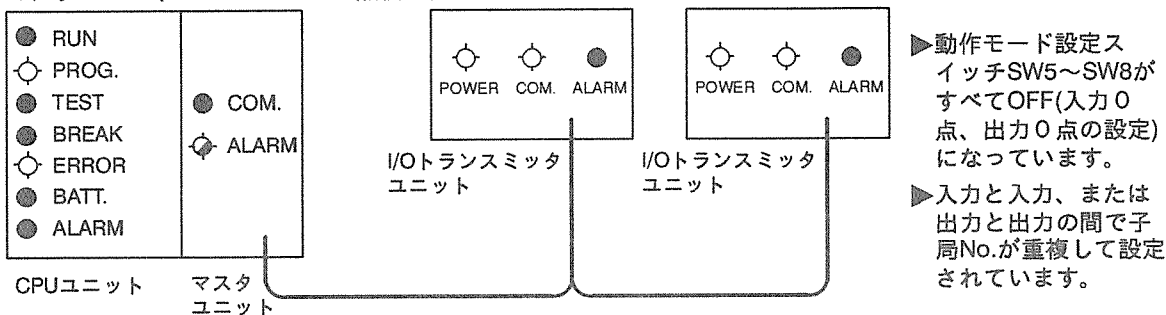 RUN
PROG.
TEST
BREAK
ERROR
BATT.
ALARM
COM.
ALARM
CPUユニット
マスタ
ユニット
POWER COM. ALARM
I/Oトランスミッタ
ユニット
POWER COM. ALARM
I/Oトランスミッタ
ユニット
▶動作モード設定ス
イッチSW5〜SW8が
すべてOFF(入力０
点、出力０点の設定)
になっています。
▶入力と入力、または
出力と出力の間で子
局No.が重複して設定
されています。